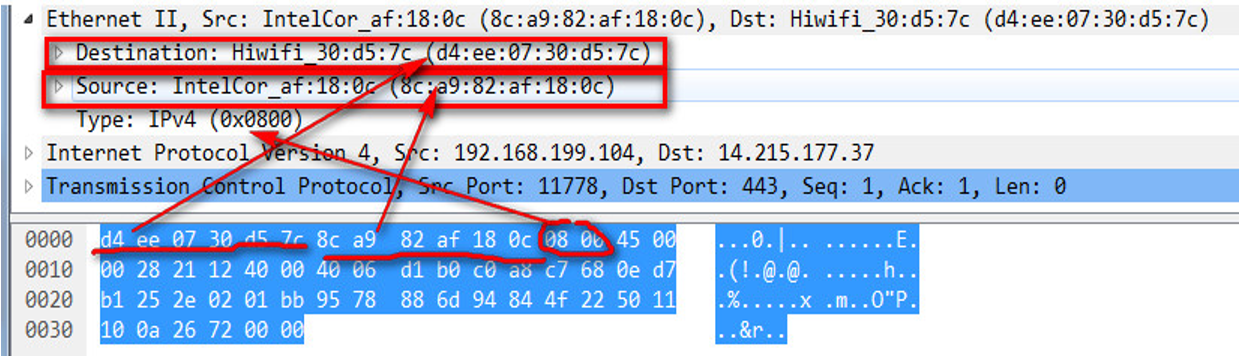 Ethernet II, Src: IntelCor_af:18:0c (8c:a9:82:af:18:0c), Dst: Hiwifi_30:d5:7c (d4:ee:07:30:d5:7c)
Destination: Hiwifi_30:d5:7c (d4:ee:07:30:d5:7c)
Source: IntelCor_af:18:0c (8c:a9:82:af:18:0c)
Type: IPv4 (0x0800)
Internet Protocol Version 4, Src: 192.168.199.104, Dst: 14.215.177.37
Transmission Control Protocol, Src Port: 11778, Dst Port: 443, Seq: 1, Ack: 1, Len: 0
0000 d4 ee 07 30 d5 7c 8c a9 82 af 18 0c 08 00 45 00 ...0.|.. ......E.
0010 00 28 21 12 40 00 40 06 d1 b0 c0 a8 c7 68 0e d7 .(!.@.@. .....h..
0020 b1 25 2e 02 01 bb 95 78 88 6d 94 84 4f 22 50 11 .%.....x .m..O"P.
0030 10 0a 26 72 00 00 ..&r..